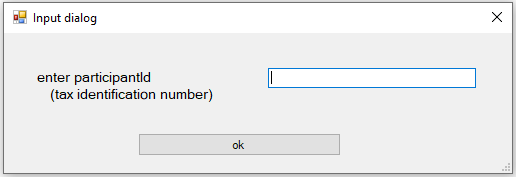 Input dialog
enter participantId
(tax identification number)
ok